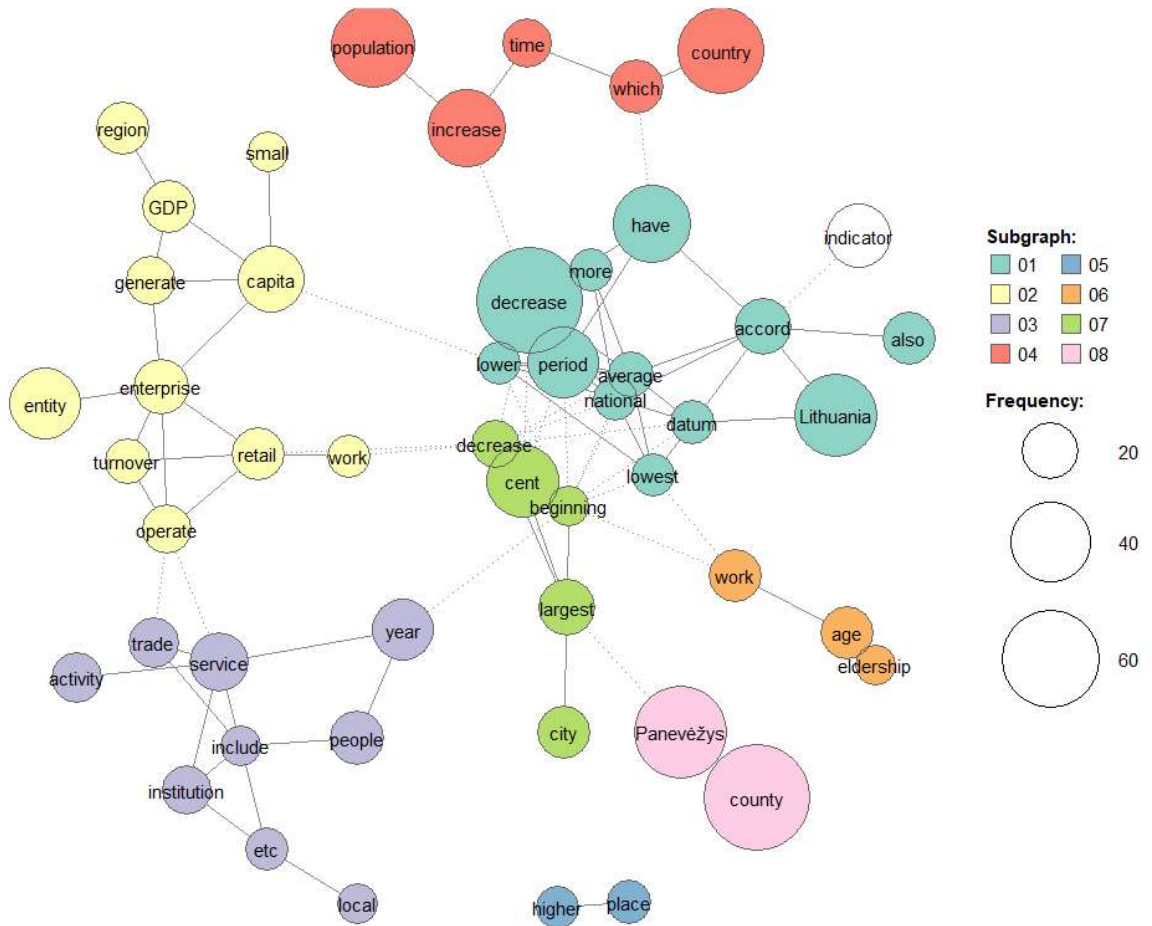 population
time
country
which
increase
region
small
GDP
have
indicator
generate
capita
more
decrease
accord
also
lower
period
average
enterprise
national
entity
Lithuania
datum
turnover
retail
work
decrease
lowest
cent
beginning
operate
work
largest
year
trade
service
age
activity
eldership
city
Panevėžys
people
include
institution
county
etc
local
higher
place
Subgraph:
01 05
02 06
03 07
04 08
Frequency:
20
40
60